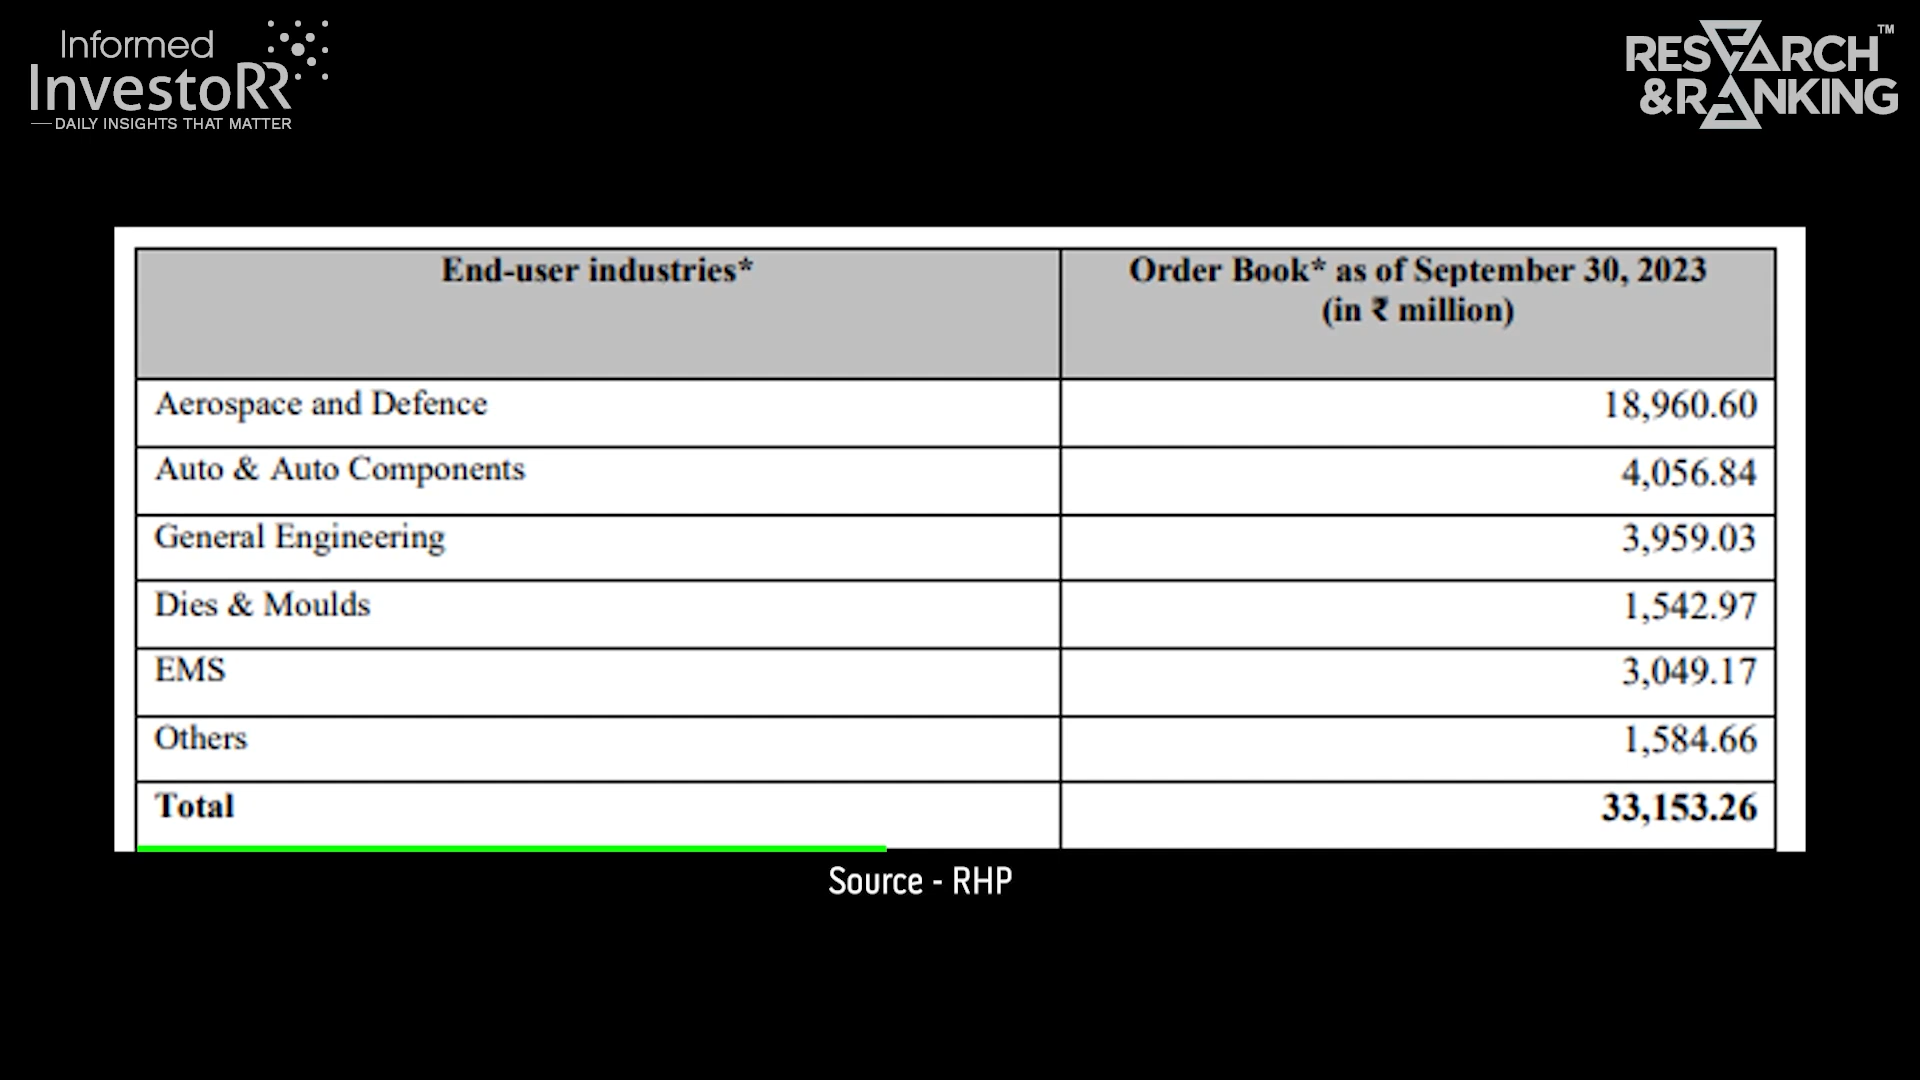 Informed
InvestoRR
DAILY INSIGHTS THAT MATTER
RESEARCH™
&RANKING
End-user industries*
Order Book* as of September 30, 2023
(in ₹ million)
Aerospace and Defence 18,960.60
Auto & Auto Components 4,056.84
General Engineering 3,959.03
Dies & Moulds 1,542.97
EMS 3,049.17
Others 1,584.66
Total 33,153.26
Source - RHP